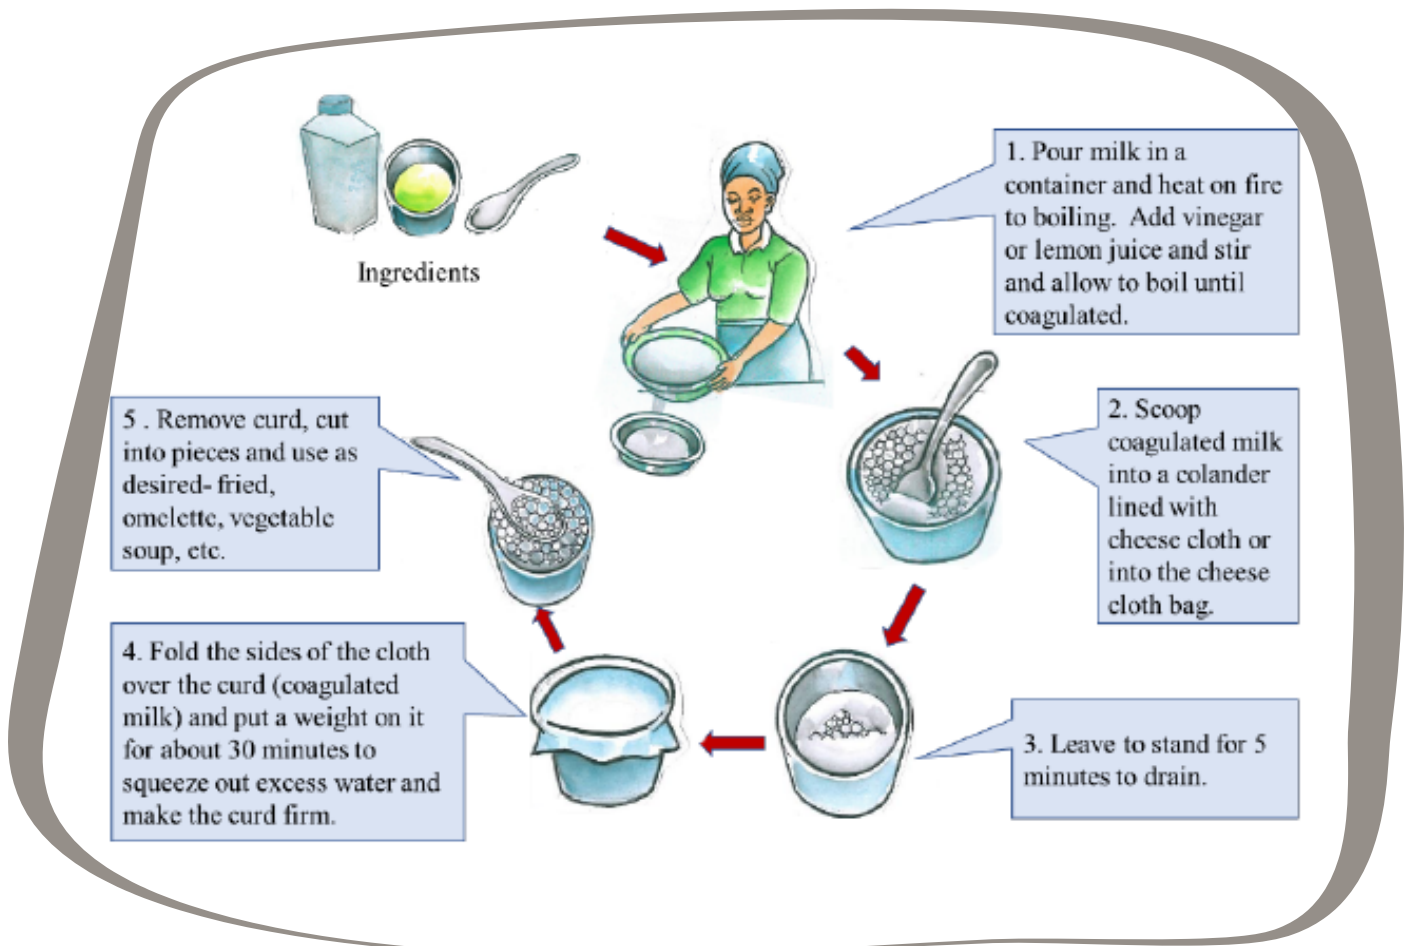 Ingredients
1. Pour milk in a
container and heat on fire
to boiling.  Add vinegar
or lemon juice and stir
and allow to boil until
coagulated.
2. Scoop
coagulated milk
into a colander
lined with
cheese cloth or
into the cheese
cloth bag.
3. Leave to stand for 5
minutes to drain.
4. Fold the sides of the cloth
over the curd (coagulated
milk) and put a weight on it
for about 30 minutes to
squeeze out excess water and
make the curd firm.
5 . Remove curd, cut
into pieces and use as
desired- fried,
omelette, vegetable
soup, etc.